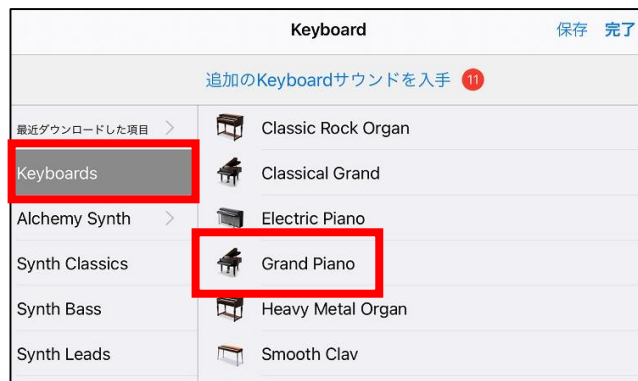 Keyboard
保存 完了
追加のKeyboardサウンドを入手 11
最近ダウンロードした項目
Keyboards
Alchemy Synth
Synth Classics
Synth Bass
Synth Leads
Classic Rock Organ
Classical Grand
Electric Piano
Grand Piano
Heavy Metal Organ
Smooth Clav